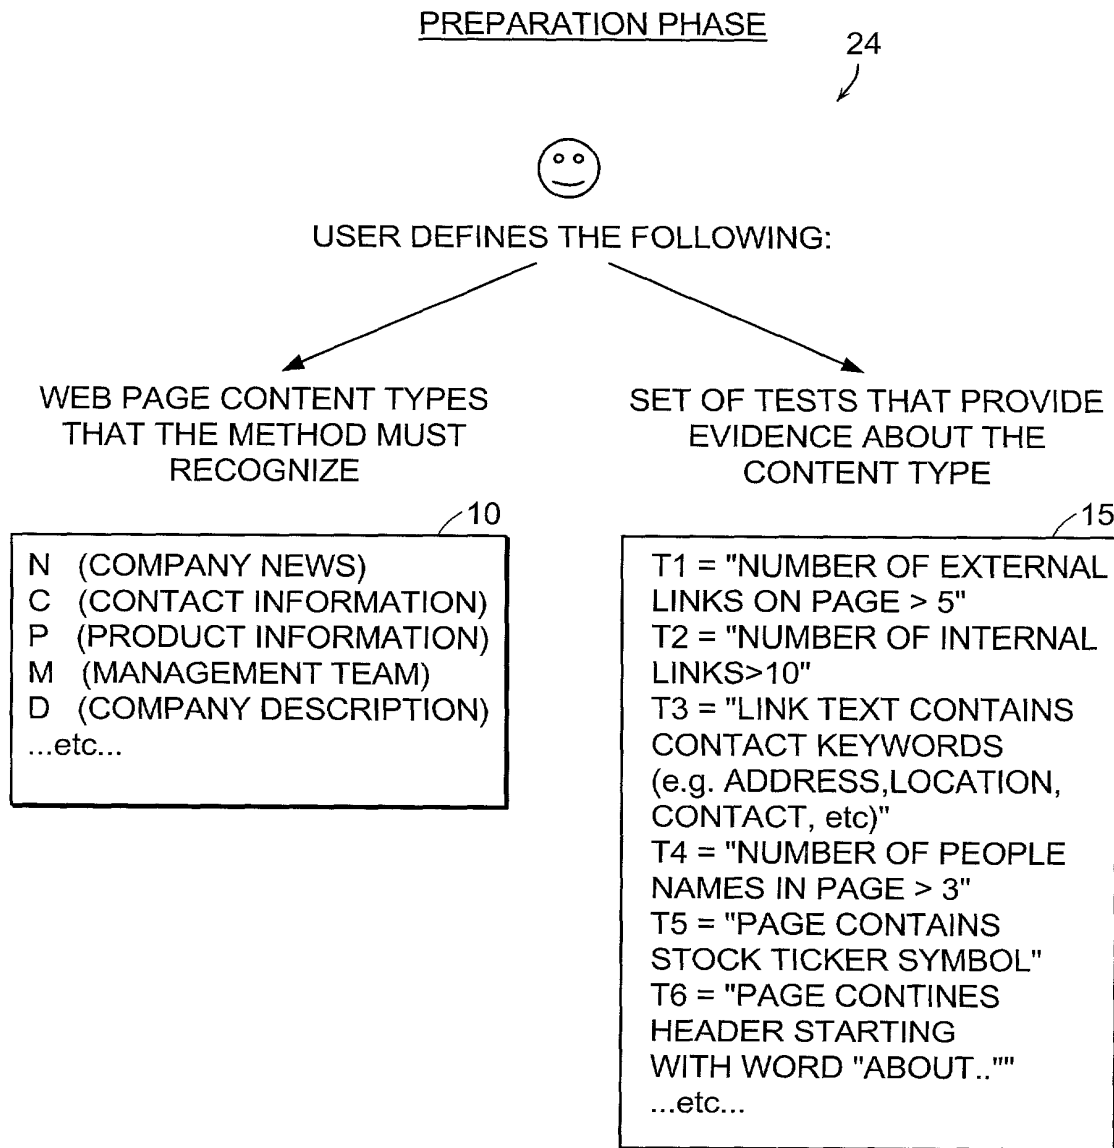 PREPARATION PHASE
24
USER DEFINES THE FOLLOWING:
WEB PAGE CONTENT TYPES
THAT THE METHOD MUST
RECOGNIZE
10
N (COMPANY NEWS)
C (CONTACT INFORMATION)
P (PRODUCT INFORMATION)
M (MANAGEMENT TEAM)
D (COMPANY DESCRIPTION)
...etc...
SET OF TESTS THAT PROVIDE
EVIDENCE ABOUT THE
CONTENT TYPE
15
T1 = "NUMBER OF EXTERNAL
LINKS ON PAGE > 5"
T2 = "NUMBER OF INTERNAL
LINKS>10"
T3 = "LINK TEXT CONTAINS
CONTACT KEYWORDS
(e.g. ADDRESS,LOCATION,
CONTACT, etc)"
T4 = "NUMBER OF PEOPLE
NAMES IN PAGE > 3"
T5 = "PAGE CONTAINS
STOCK TICKER SYMBOL"
T6 = "PAGE CONTINES
HEADER STARTING
WITH WORD "ABOUT..""
...etc...